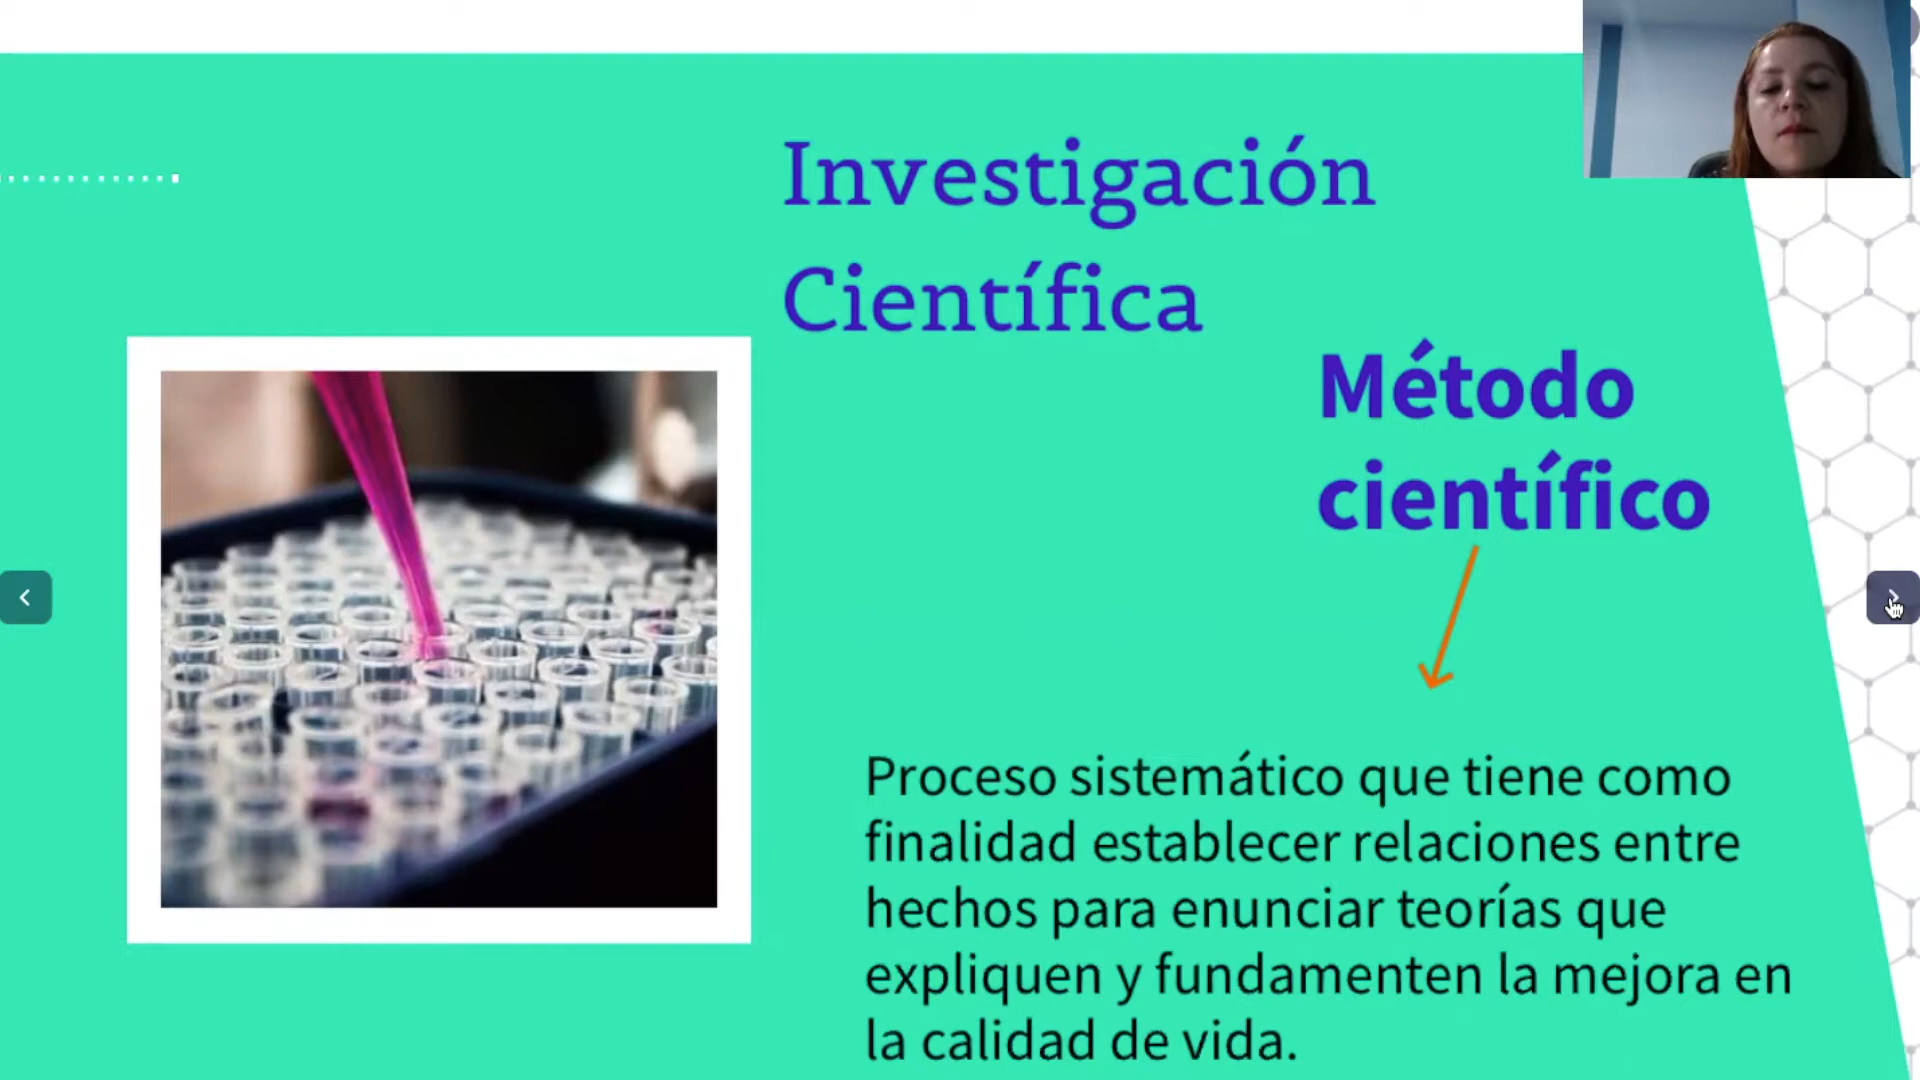 Investigación
Científica
Método
científico
Proceso sistemático que tiene como
finalidad establecer relaciones entre
hechos para enunciar teorías que
expliquen y fundamenten la mejora en
la calidad de vida.